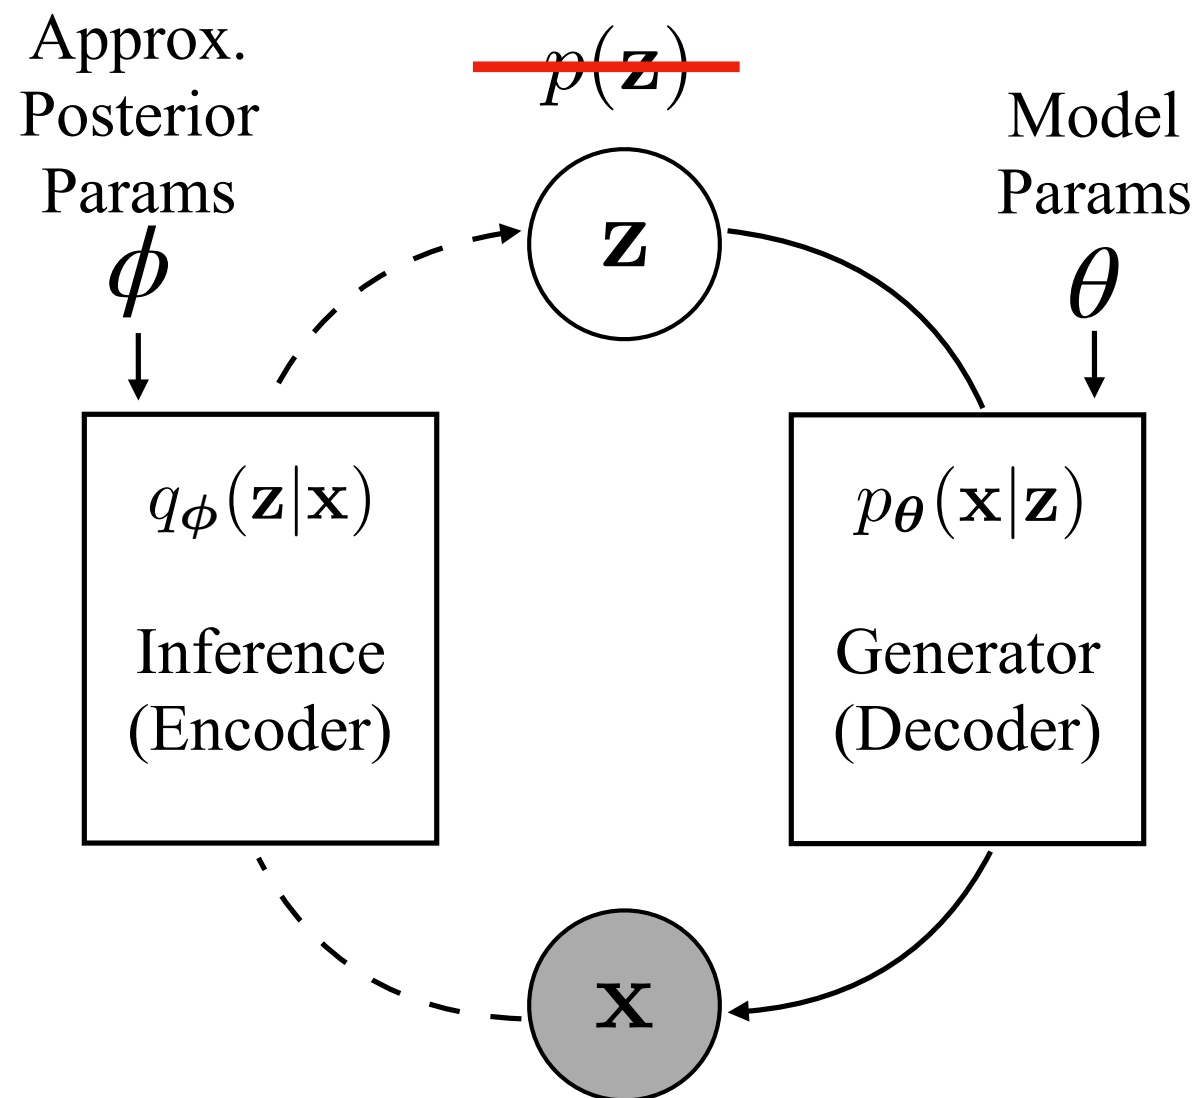 Approx.
Posterior
Params
ϕ
p(z)
Model
Params
θ
z
q_ϕ(z|x)
Inference
(Encoder)
p_θ(x|z)
Generator
(Decoder)
x